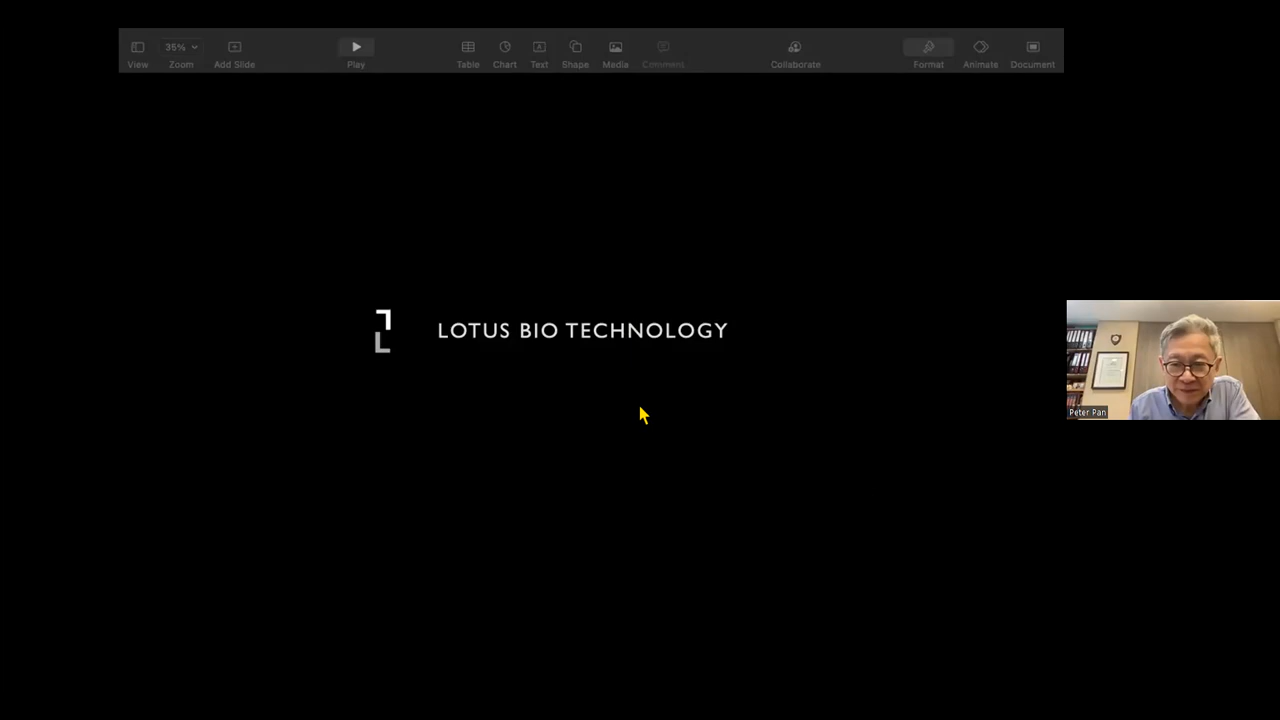 35%
View
Zoom
Add Slide
Play
Table
Chart
Text
Shape
Media
Comment
Collaborate
Format
Animate
Document
LOTUS BIO TECHNOLOGY
Peter Pan